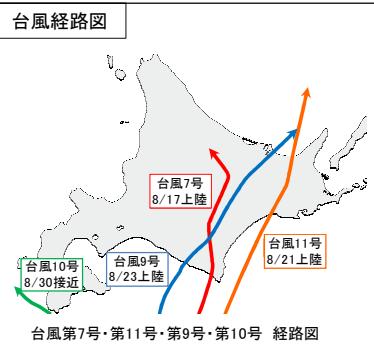 台風経路図
台風7号
8/17上陸
台風11号
8/21上陸
台風10号
8/30接近
台風9号
8/23上陸
台風第7号・第11号・第9号・第10号 経路図